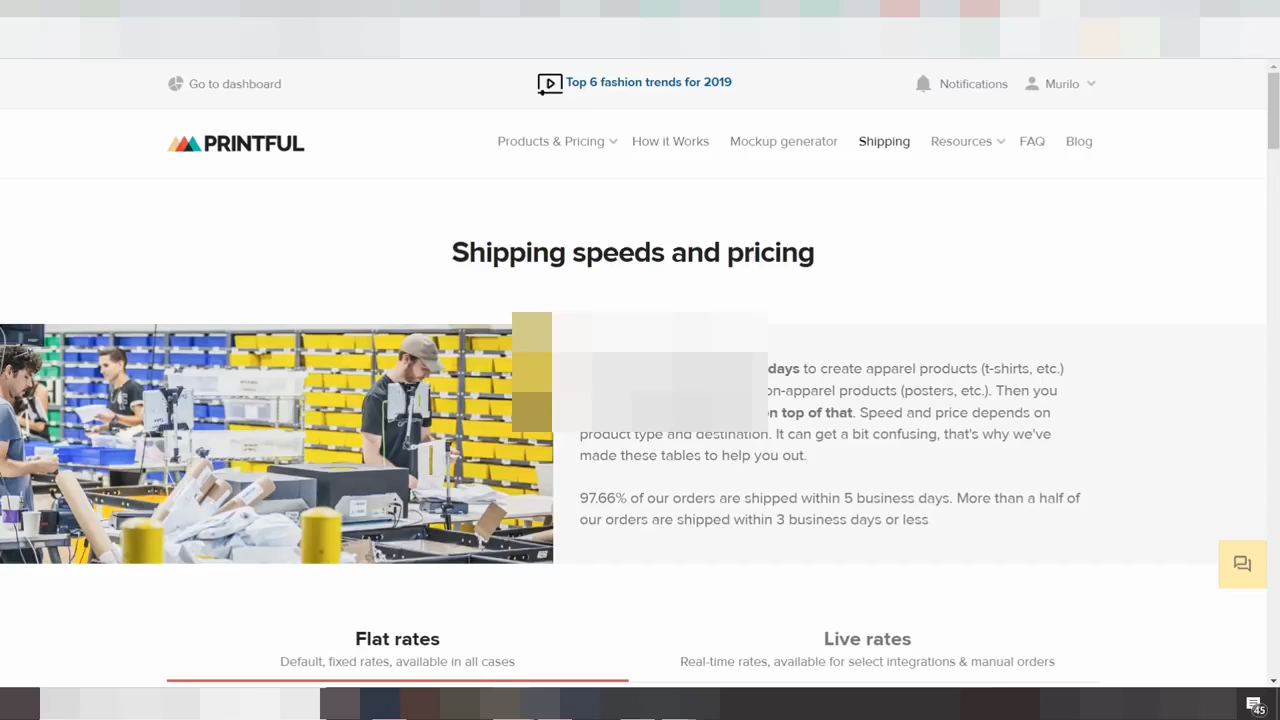 Go to dashboard
Top 6 fashion trends for 2019
Notifications
Murilo
PRINTFUL
Products & Pricing
How it Works
Mockup generator
Shipping
Resources
FAQ
Blog
Shipping speeds and pricing
days to create apparel products (t-shirts, etc.)
products (posters, etc.). Then you
top of that. Speed and price depends on
product type and destination. It can get a bit confusing, that's why we've
made these tables to help you out.
97.66% of our orders are shipped within 5 business days. More than a half of
our orders are shipped within 3 business days or less
Flat rates
Default, fixed rates, available in all cases
Live rates
Real-time rates, available for select integrations & manual orders
45